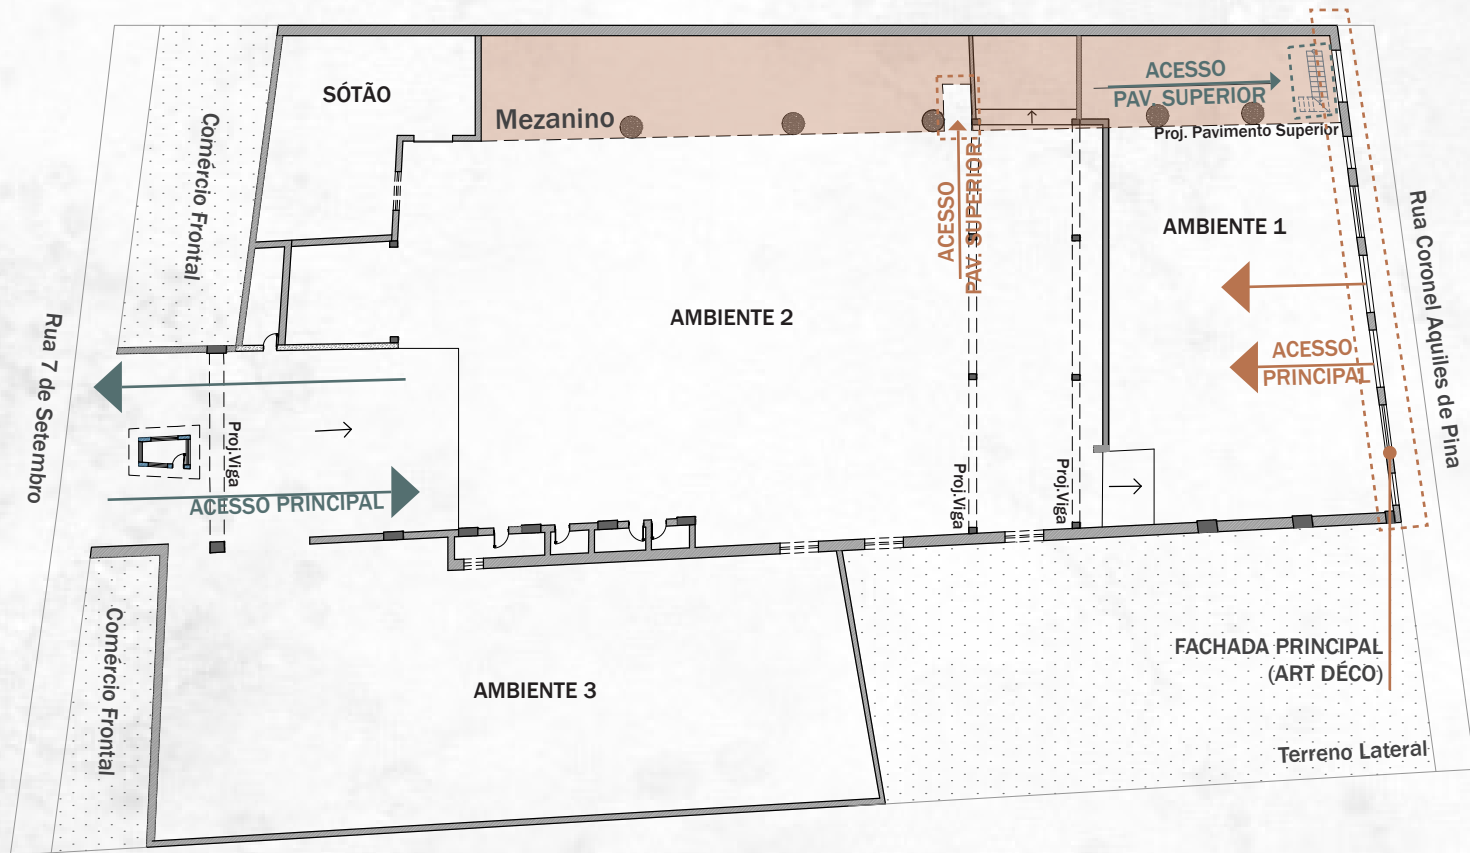 SÓTÃO
Mezanino
ACESSO
PAV. SUPERIOR
Proj. Pavimento Superior
Comércio Frontal
ACESSO
PAV. SUPERIOR
AMBIENTE 1
Rua Coronel Aquiles de Pina
AMBIENTE 2
Rua 7 de Setembro
ACESSO
PRINCIPAL
Proj.Viga
Proj.Viga
Proj.Viga
ACESSO PRINCIPAL
Comércio Frontal
AMBIENTE 3
FACHADA PRINCIPAL
(ART DÉCO)
Terreno Lateral